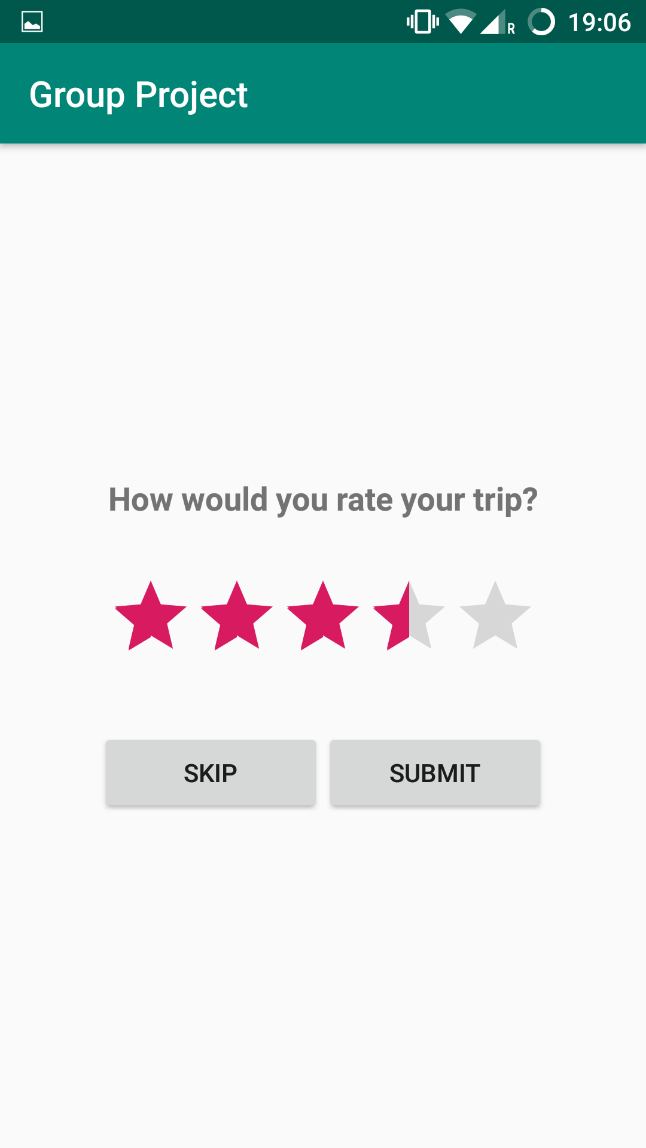 R 19:06
Group Project
How would you rate your trip?
SKIP SUBMIT